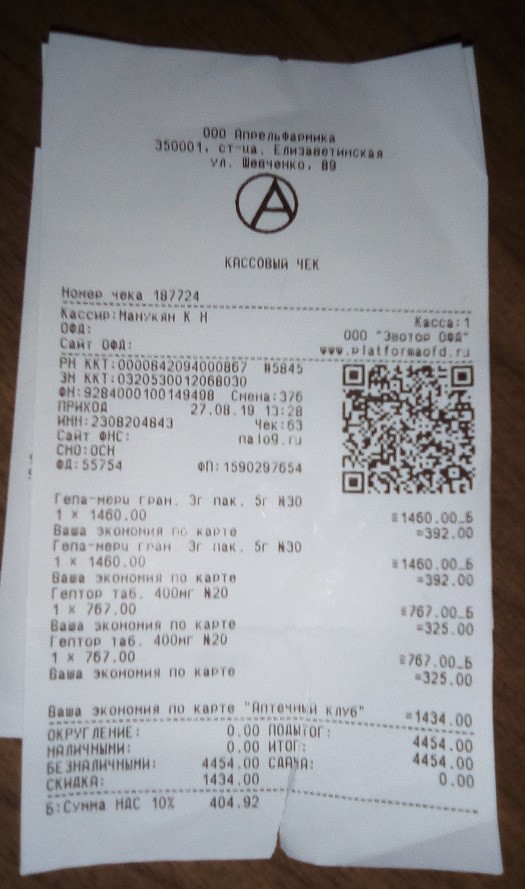 ООО АпрельФармика
350001, ст-ца. Елизаветинская
ул. Шевченко, 89
А
КАССОВЫЙ ЧЕК
Номер чека 187724
Кассир:Манукян К Н Касса:1
ОФД: ООО "Эвотор ОФД"
Сайт ОФД: www.platformaofd.ru
РН ККТ:0000842094000867 #5845
ЗН ККТ:0320530012068030
ФН:9284000100149498 Смена:376
ПРИХОД 27.08.19 13:28
ИНН:2308204843 Чек:63
Сайт ФНС: nalog.ru
СНО:ОСН
ФД:55754 ФП:1590297654
Гепа-мерц гран. 3г пак. 5г N30
1 x 1460.00 ≡1460.00_Б
Ваша экономия по карте =392.00
Гепа-мерц гран. 3г пак. 5г N30
1 x 1460.00 ≡1460.00_Б
Ваша экономия по карте =392.00
Гептор таб. 400мг N20
1 x 767.00 ≡767.00_Б
Ваша экономия по карте =325.00
Гептор таб. 400мг N20
1 x 767.00 ≡767.00_Б
Ваша экономия по карте =325.00
Ваша экономия по карте "Аптечный клуб" =1434.00
ОКРУГЛЕНИЕ: 0.00 ПОДЫТОГ: 4454.00
НАЛИЧНЫМИ: 0.00 ИТОГ: 4454.00
БЕЗНАЛИЧНЫМИ: 4454.00 СДАЧА: 0.00
СКИДКА: 1434.00
Б:Сумма НДС 10% 404.92